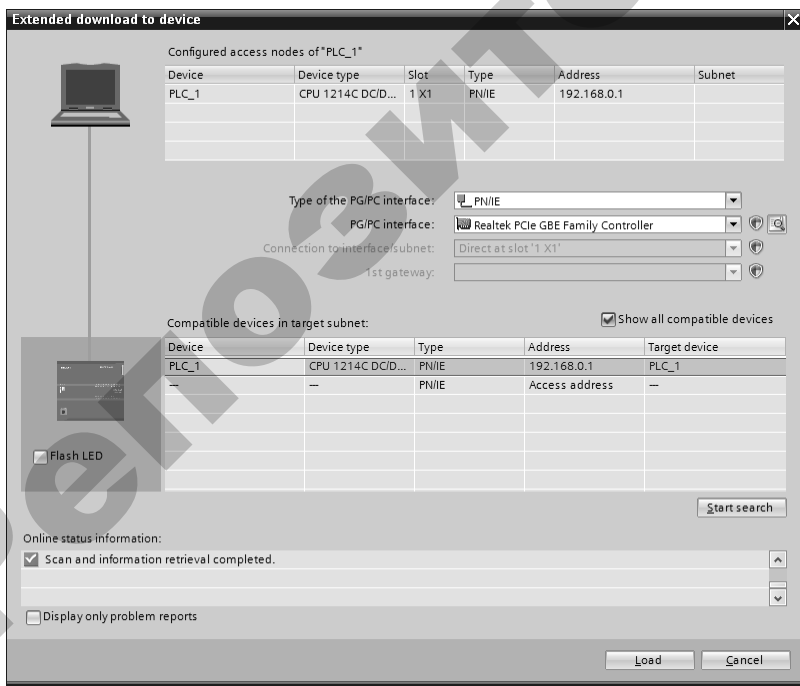 Extended download to device
Configured access nodes of "PLC_1"
Device Device type Slot Type Address Subnet
PLC_1 CPU 1214C DC/D... 1 X1 PN/IE 192.168.0.1
Type of the PG/PC interface: PN/IE
PG/PC interface: Realtek PCIe GBE Family Controller
Connection to interface/subnet: Direct at slot '1 X1'
1st gateway:
Compatible devices in target subnet: Show all compatible devices
Device Device type Type Address Target device
PLC_1 CPU 1214C DC/D... PN/IE 192.168.0.1 PLC_1
— — PN/IE Access address —
Flash LED
Start search
Online status information:
Scan and information retrieval completed.
Display only problem reports
Load Cancel